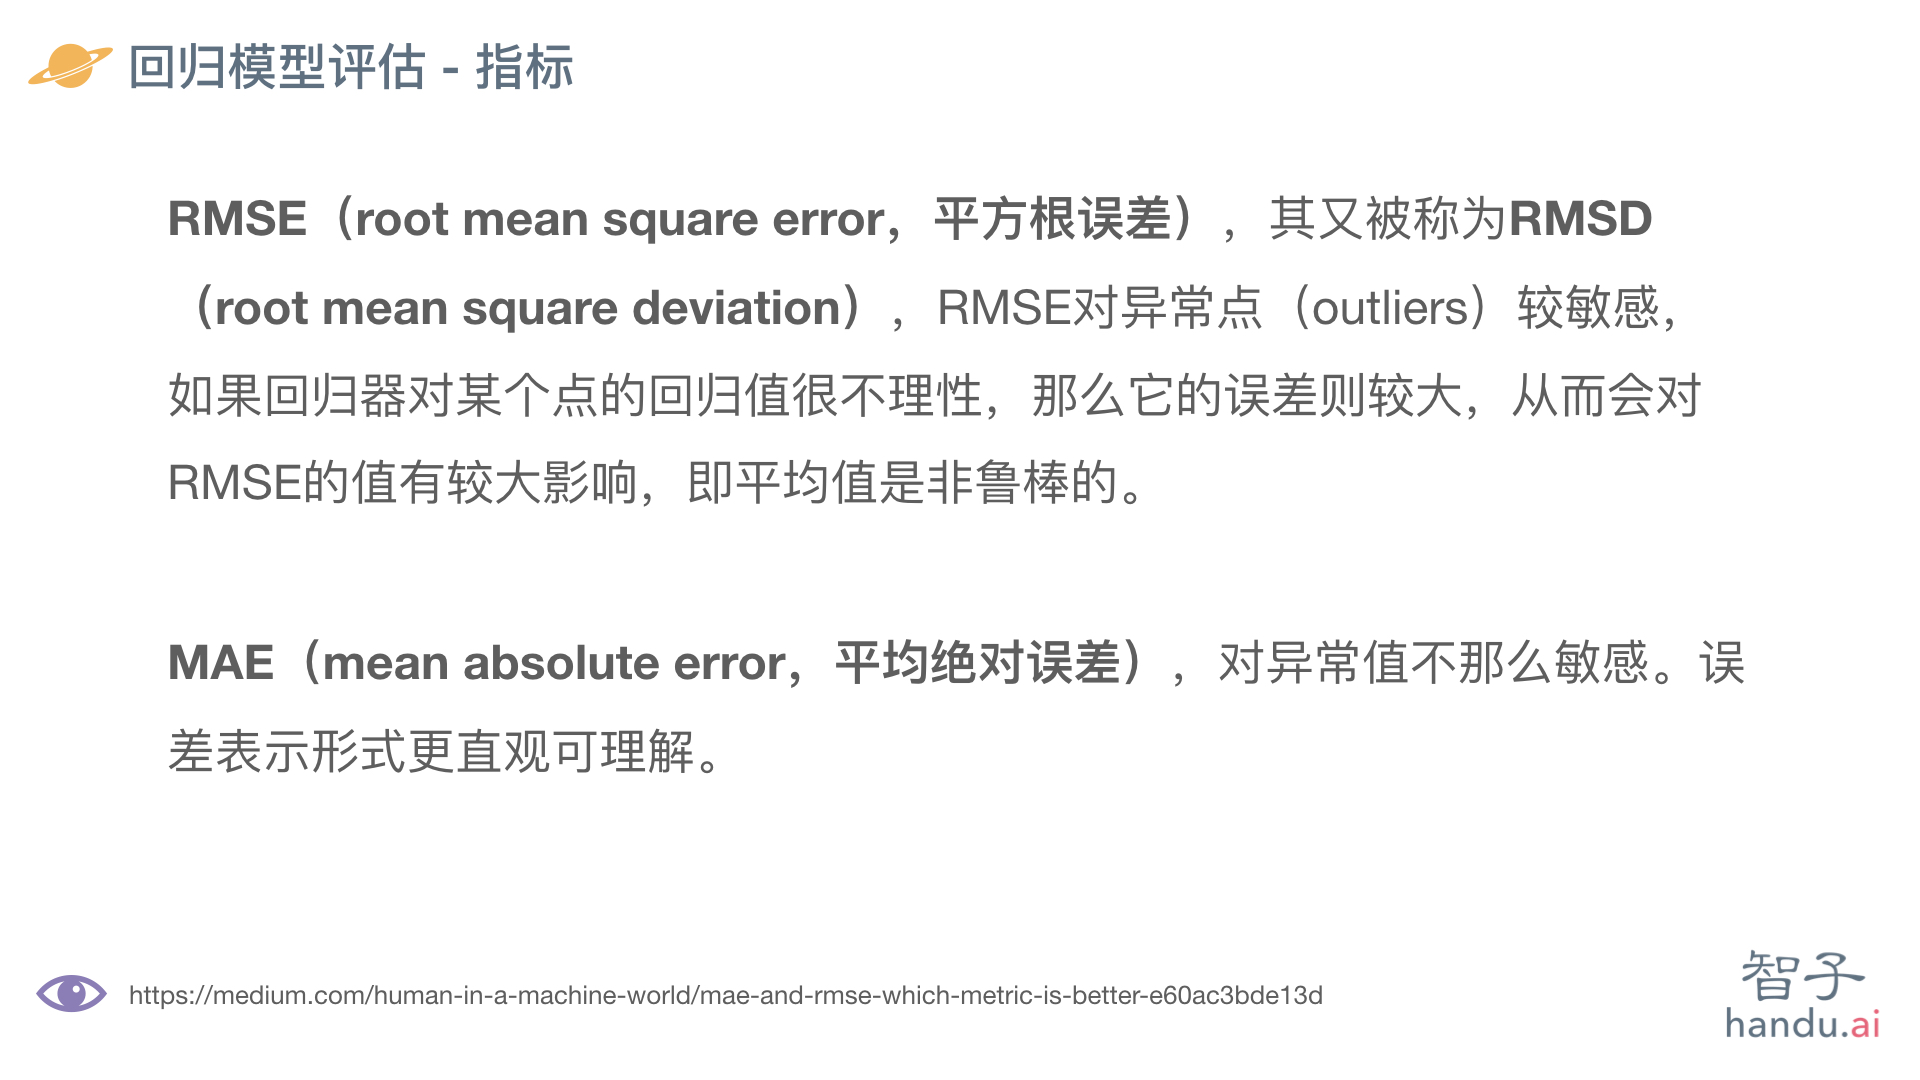 回归模型评估 - 指标
RMSE（root mean square error，平方根误差），其又被称为RMSD
（root mean square deviation），RMSE对异常点（outliers）较敏感，
如果回归器对某个点的回归值很不理性，那么它的误差则较大，从而会对
RMSE的值有较大影响，即平均值是非鲁棒的。
MAE（mean absolute error，平均绝对误差），对异常值不那么敏感。误
差表示形式更直观可理解。
https://medium.com/human-in-a-machine-world/mae-and-rmse-which-metric-is-better-e60ac3bde13d
智子
handu.ai